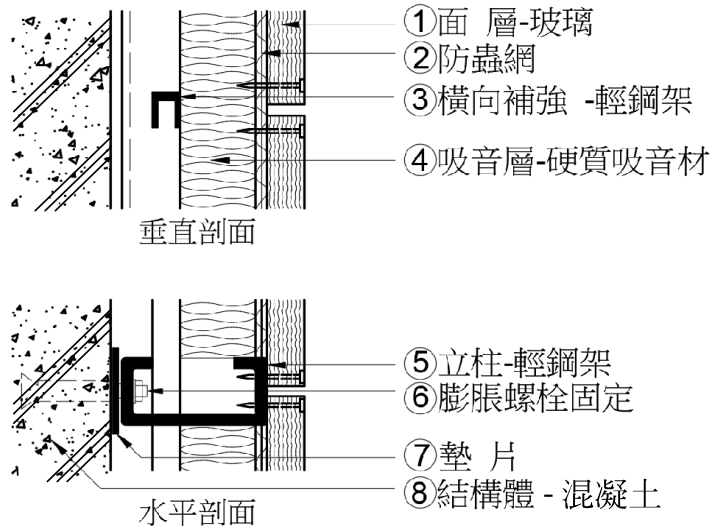 ①面 層-玻璃
②防蟲網
③橫向補強 -輕鋼架
④吸音層-硬質吸音材
垂直剖面
⑤立柱-輕鋼架
⑥膨脹螺栓固定
⑦墊 片
⑧結構體 - 混凝土
水平剖面